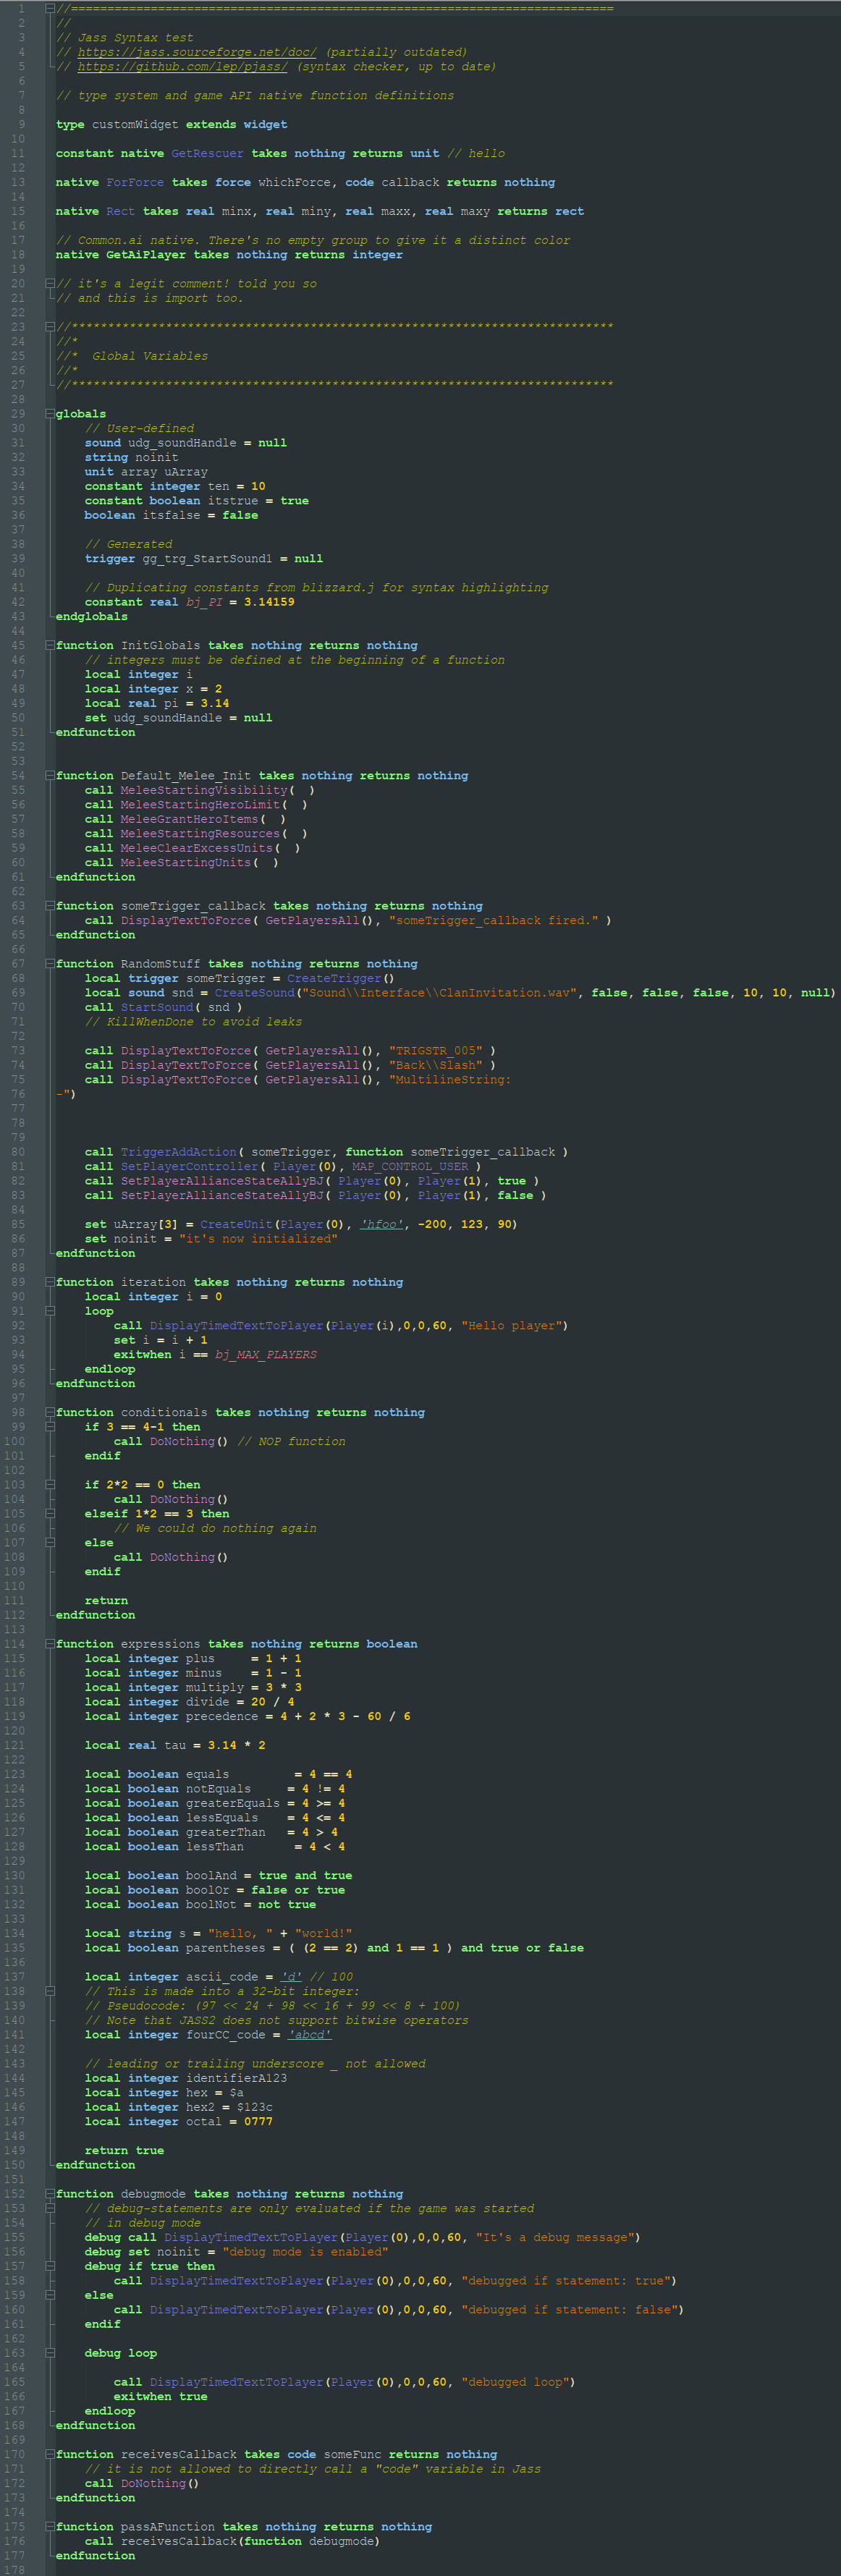 1 //===========================================================================
2 //
3 // Jass Syntax test
4 // https://jass.sourceforge.net/doc/ (partially outdated)
5 // https://github.com/lep/pjass/ (syntax checker, up to date)
6
7 // type system and game API native function definitions
8
9 type customWidget extends widget
10
11 constant native GetRescuer takes nothing returns unit // hello
12
13 native ForForce takes force whichForce, code callback returns nothing
14
15 native Rect takes real minx, real miny, real maxx, real maxy returns rect
16
17 // Common.ai native. There's no empty group to give it a distinct color
18 native GetAiPlayer takes nothing returns integer
19
20 // it's a legit comment! told you so
21 // and this is import too.
22
23 //***************************************************************************
24 //*
25 //*  Global Variables
26 //*
27 //***************************************************************************
28
29 globals
30     // User-defined
31     sound udg_soundHandle = null
32     string noinit
33     unit array uArray
34     constant integer ten = 10
35     constant boolean itstrue = true
36     boolean itsfalse = false
37
38     // Generated
39     trigger gg_trg_StartSound1 = null
40
41     // Duplicating constants from blizzard.j for syntax highlighting
42     constant real bj_PI = 3.14159
43 endglobals
44
45 function InitGlobals takes nothing returns nothing
46     // integers must be defined at the beginning of a function
47     local integer i
48     local integer x = 2
49     local real pi = 3.14
50     set udg_soundHandle = null
51 endfunction
52
53
54 function Default_Melee_Init takes nothing returns nothing
55     call MeleeStartingVisibility(  )
56     call MeleeStartingHeroLimit(  )
57     call MeleeGrantHeroItems(  )
58     call MeleeStartingResources(  )
59     call MeleeClearExcessUnits(  )
60     call MeleeStartingUnits(  )
61 endfunction
62
63 function someTrigger_callback takes nothing returns nothing
64     call DisplayTextToForce( GetPlayersAll(), "someTrigger_callback fired." )
65 endfunction
66
67 function RandomStuff takes nothing returns nothing
68     local trigger someTrigger = CreateTrigger()
69     local sound snd = CreateSound("Sound\\Interface\\ClanInvitation.wav", false, false, false, 10, 10, null)
70     call StartSound( snd )
71     // KillWhenDone to avoid leaks
72
73     call DisplayTextToForce( GetPlayersAll(), "TRIGSTR_005" )
74     call DisplayTextToForce( GetPlayersAll(), "Back\\Slash" )
75     call DisplayTextToForce( GetPlayersAll(), "MultilineString:
76 -")
77
78
79
80     call TriggerAddAction( someTrigger, function someTrigger_callback )
81     call SetPlayerController( Player(0), MAP_CONTROL_USER )
82     call SetPlayerAllianceStateAllyBJ( Player(0), Player(1), true )
83     call SetPlayerAllianceStateAllyBJ( Player(0), Player(1), false )
84
85     set uArray[3] = CreateUnit(Player(0), 'hfoo', -200, 123, 90)
86     set noinit = "it's now initialized"
87 endfunction
88
89 function iteration takes nothing returns nothing
90     local integer i = 0
91     loop
92         call DisplayTimedTextToPlayer(Player(i),0,0,60, "Hello player")
93         set i = i + 1
94         exitwhen i == bj_MAX_PLAYERS
95     endloop
96 endfunction
97
98 function conditionals takes nothing returns nothing
99     if 3 == 4-1 then
100         call DoNothing() // NOP function
101     endif
102
103     if 2*2 == 0 then
104         call DoNothing()
105     elseif 1*2 == 3 then
106         // We could do nothing again
107     else
108         call DoNothing()
109     endif
110
111     return
112 endfunction
113
114 function expressions takes nothing returns boolean
115     local integer plus     = 1 + 1
116     local integer minus    = 1 - 1
117     local integer multiply = 3 * 3
118     local integer divide = 20 / 4
119     local integer precedence = 4 + 2 * 3 - 60 / 6
120
121     local real tau = 3.14 * 2
122
123     local boolean equals         = 4 == 4
124     local boolean notEquals     = 4 != 4
125     local boolean greaterEquals = 4 >= 4
126     local boolean lessEquals    = 4 <= 4
127     local boolean greaterThan   = 4 > 4
128     local boolean lessThan       = 4 < 4
129
130     local boolean boolAnd = true and true
131     local boolean boolOr = false or true
132     local boolean boolNot = not true
133
134     local string s = "hello, " + "world!"
135     local boolean parentheses = ( (2 == 2) and 1 == 1 ) and true or false
136
137     local integer ascii_code = 'd' // 100
138     // This is made into a 32-bit integer:
139     // Pseudocode: (97 << 24 + 98 << 16 + 99 << 8 + 100)
140     // Note that JASS2 does not support bitwise operators
141     local integer fourCC_code = 'abcd'
142
143     // leading or trailing underscore _ not allowed
144     local integer identifierA123
145     local integer hex = $a
146     local integer hex2 = $123c
147     local integer octal = 0777
148
149     return true
150 endfunction
151
152 function debugmode takes nothing returns nothing
153     // debug-statements are only evaluated if the game was started
154     // in debug mode
155     debug call DisplayTimedTextToPlayer(Player(0),0,0,60, "It's a debug message")
156     debug set noinit = "debug mode is enabled"
157     debug if true then
158         call DisplayTimedTextToPlayer(Player(0),0,0,60, "debugged if statement: true")
159     else
160         call DisplayTimedTextToPlayer(Player(0),0,0,60, "debugged if statement: false")
161     endif
162
163     debug loop
164
165         call DisplayTimedTextToPlayer(Player(0),0,0,60, "debugged loop")
166         exitwhen true
167     endloop
168 endfunction
169
170 function receivesCallback takes code someFunc returns nothing
171     // it is not allowed to directly call a "code" variable in Jass
172     call DoNothing()
173 endfunction
174
175 function passAFunction takes nothing returns nothing
176     call receivesCallback(function debugmode)
177 endfunction
178